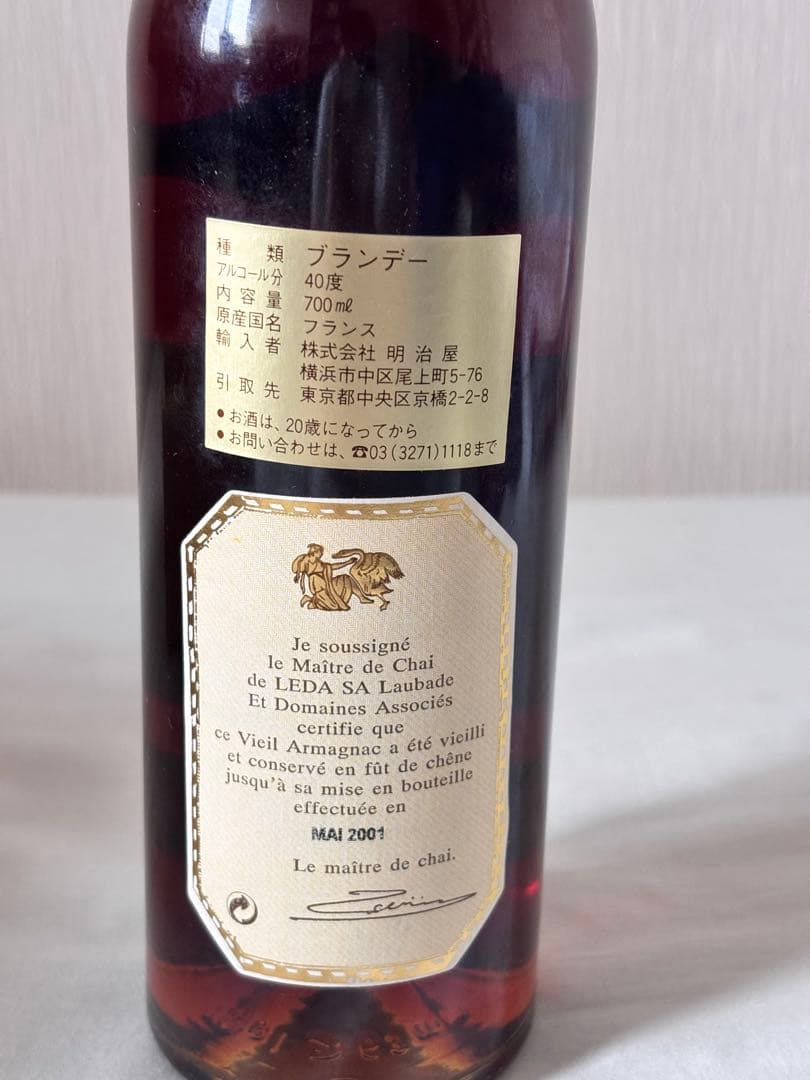 種類 ブランデー
アルコール分 40度
内容量 700㎖
原産国名 フランス
輸入者 株式会社 明治屋
横浜市中区尾上町5-76
引取先 東京都中央区京橋2-2-8
●お酒は、20歳になってから
●お問い合わせは、☎03(3271)1118まで
Je soussigné
le Maître de Chai
de LEDA SA Laubade
Et Domaines Associés
certifie que
ce Vieil Armagnac a été vieilli
et conservé en fût de chêne
jusqu'à sa mise en bouteille
effectuée en
MAI 2001
Le maître de chai.